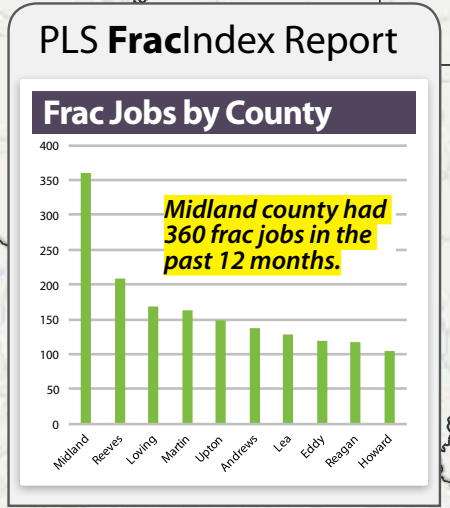 PLS FracIndex Report
Frac Jobs by County
400
350
300
250
200
150
100
50
0
Midland county had
360 frac jobs in the
past 12 months.
Midland
Reeves
Loving
Martin
Upton
Andrews
Lea
Eddy
Reagan
Howard